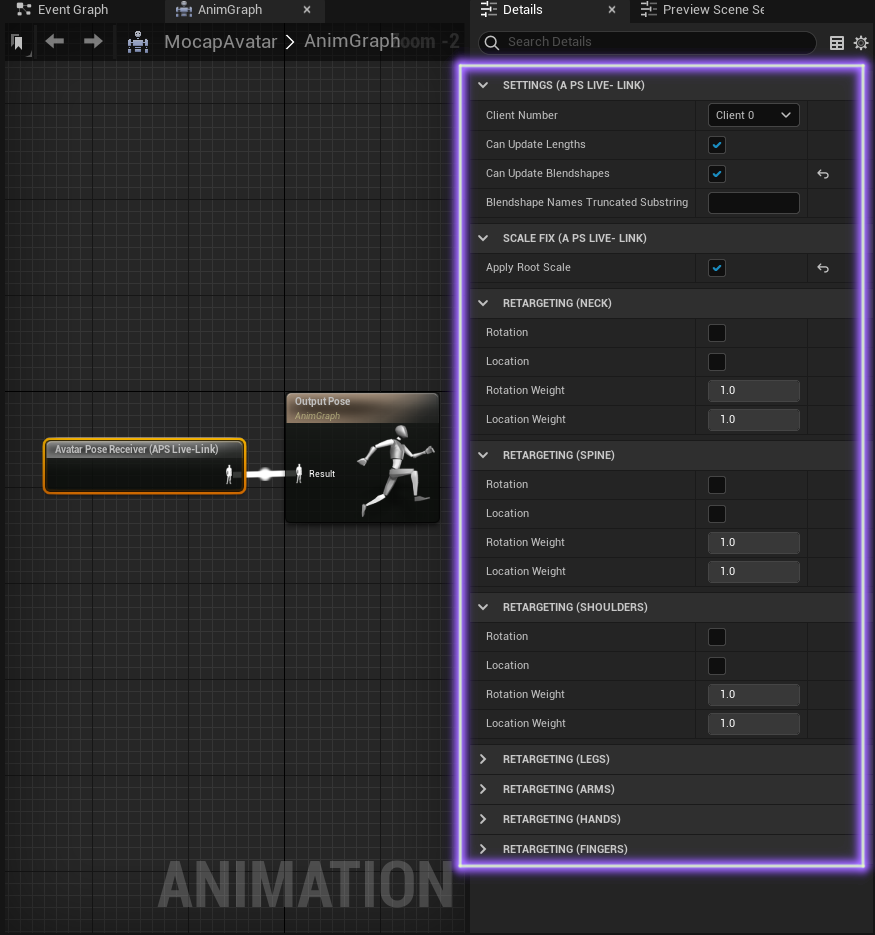 Event Graph
AnimGraph
MocapAvatar
AnimGraph
oom -2
Avatar Pose Receiver (APS Live-Link)
Output Pose
AnimGraph
Result
ANIMATION
Details
Preview Scene Se
Search Details
SETTINGS (A PS LIVE- LINK)
Client Number
Client 0
Can Update Lengths
Can Update Blendshapes
Blendshape Names Truncated Substring
SCALE FIX (A PS LIVE- LINK)
Apply Root Scale
RETARGETING (NECK)
Rotation
Location
Rotation Weight
1.0
Location Weight
1.0
RETARGETING (SPINE)
Rotation
Location
Rotation Weight
1.0
Location Weight
1.0
RETARGETING (SHOULDERS)
Rotation
Location
Rotation Weight
1.0
Location Weight
1.0
RETARGETING (LEGS)
RETARGETING (ARMS)
RETARGETING (HANDS)
RETARGETING (FINGERS)